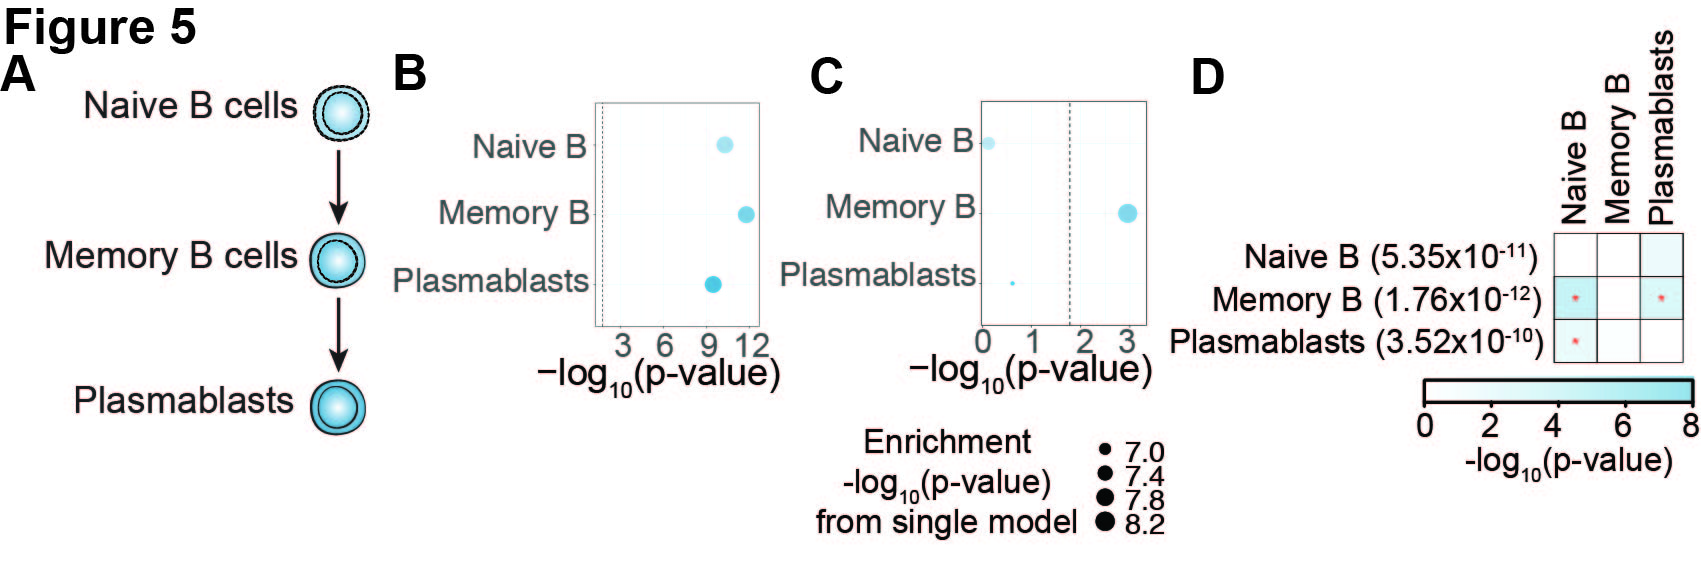 Figure 5
A
Naive B cells
Memory B cells
Plasmablasts
B
Naive B
Memory B
Plasmablasts
3 6 9 12
−log10(p-value)
C
Naive B
Memory B
Plasmablasts
0 1 2 3
−log10(p-value)
Enrichment
-log10(p-value)
from single model
7.0
7.4
7.8
8.2
D
Naive B
Memory B
Plasmablasts
Naive B (5.35x10-11)
Memory B (1.76x10-12)
Plasmablasts (3.52x10-10)
* *
*
0 2 4 6 8
-log10(p-value)